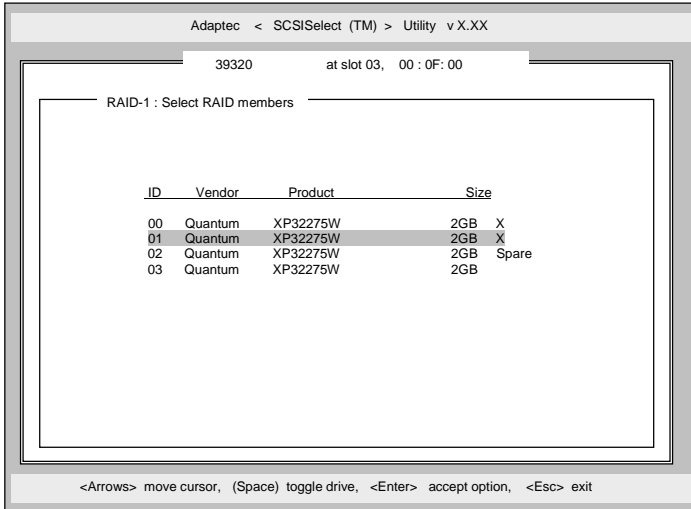 Adaptec < SCSISelect (TM) > Utility v X.XX
39320 at slot 03, 00 : 0F: 00
RAID-1 : Select RAID members
ID Vendor Product Size
00 Quantum XP32275W 2GB X
01 Quantum XP32275W 2GB X
02 Quantum XP32275W 2GB Spare
03 Quantum XP32275W 2GB
<Arrows> move cursor, (Space) toggle drive, <Enter> accept option, <Esc> exit